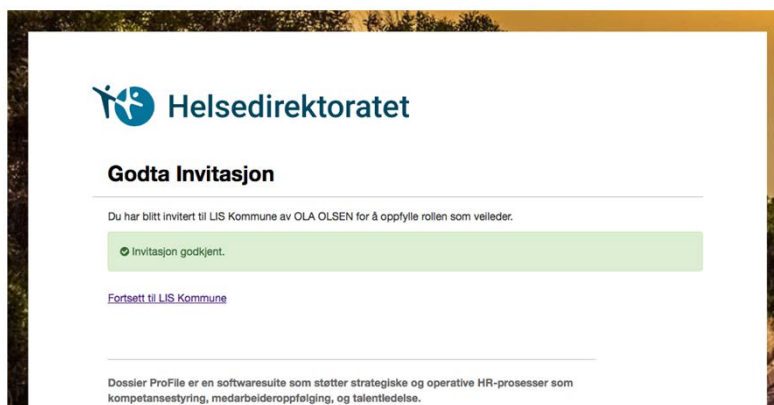 Helsedirektoratet
Godta Invitasjon
Du har blitt invitert til LIS Kommune av OLA OLSEN for å oppfylle rollen som veileder.
Invitasjon godkjent.
Fortsett til LIS Kommune
Dossier ProFile er en softwaresuite som støtter strategiske og operative HR-prosesser som
kompetansestyring, medarbeideroppfølging, og talentledelse.